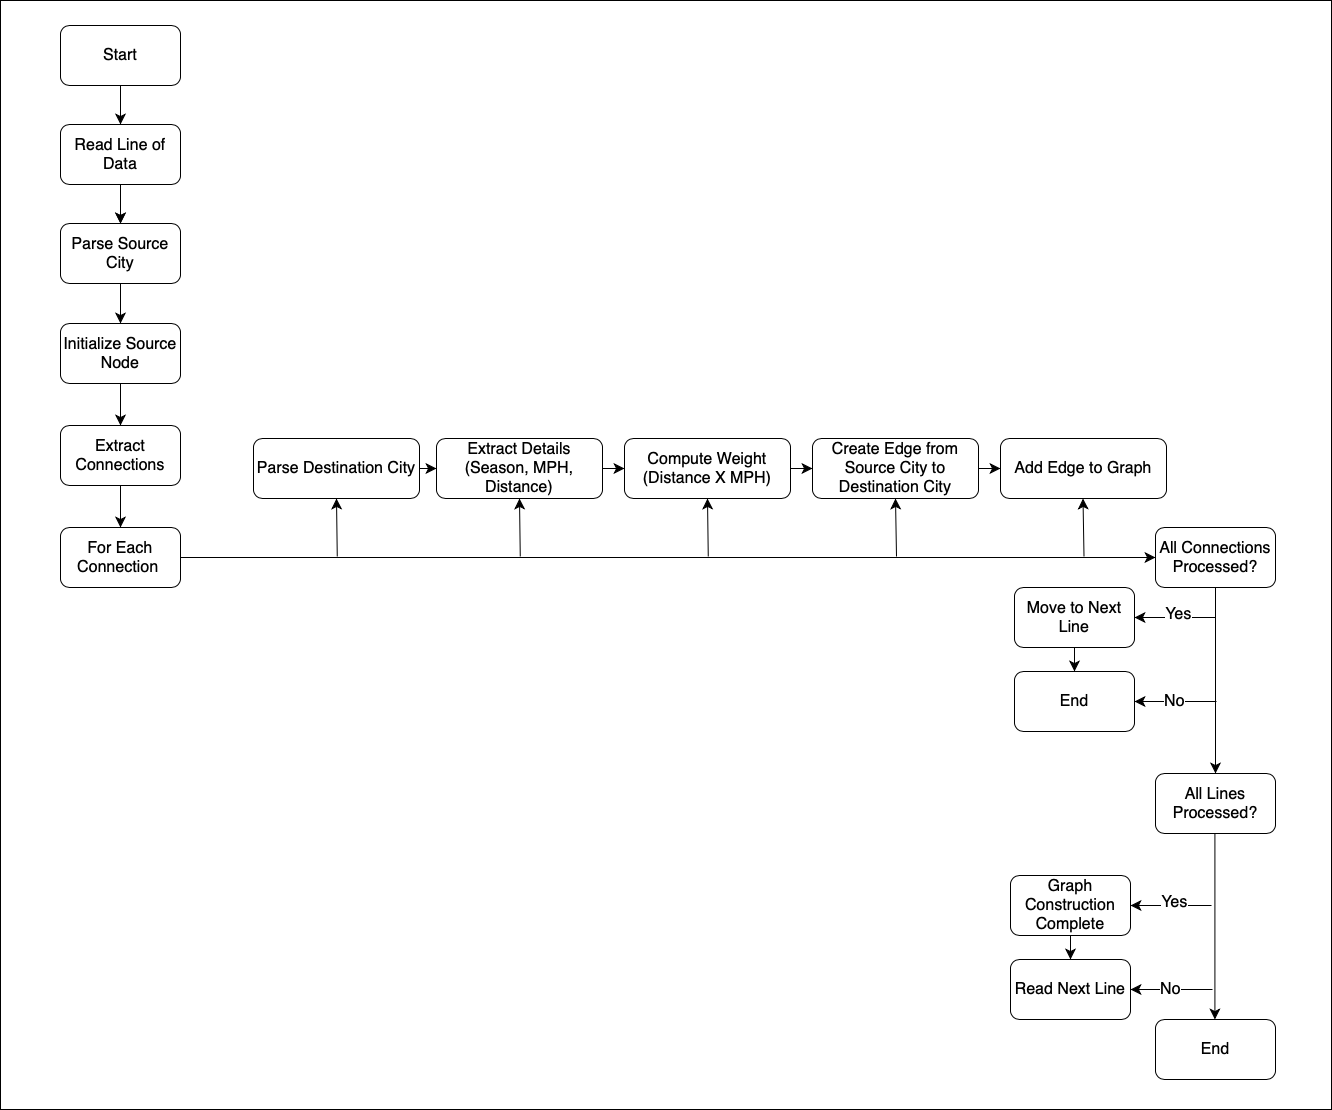 Start
Read Line of
Data
Parse Source
City
Initialize Source
Node
Extract
Connections
For Each
Connection
Parse Destination City
Extract Details
(Season, MPH,
Distance)
Compute Weight
(Distance X MPH)
Create Edge from
Source City to
Destination City
Add Edge to Graph
All Connections
Processed?
Yes
Move to Next
Line
No
End
All Lines
Processed?
Yes
Graph
Construction
Complete
No
Read Next Line
End